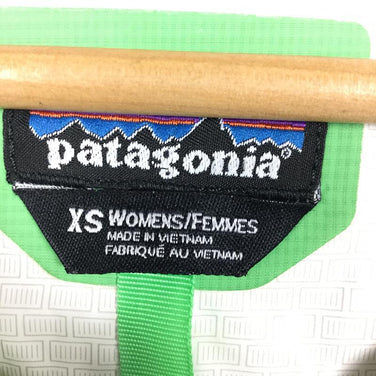 patagonia®
XS WOMENS/FEMMES
MADE IN VIETNAM
FABRIQUÉ AU VIETNAM